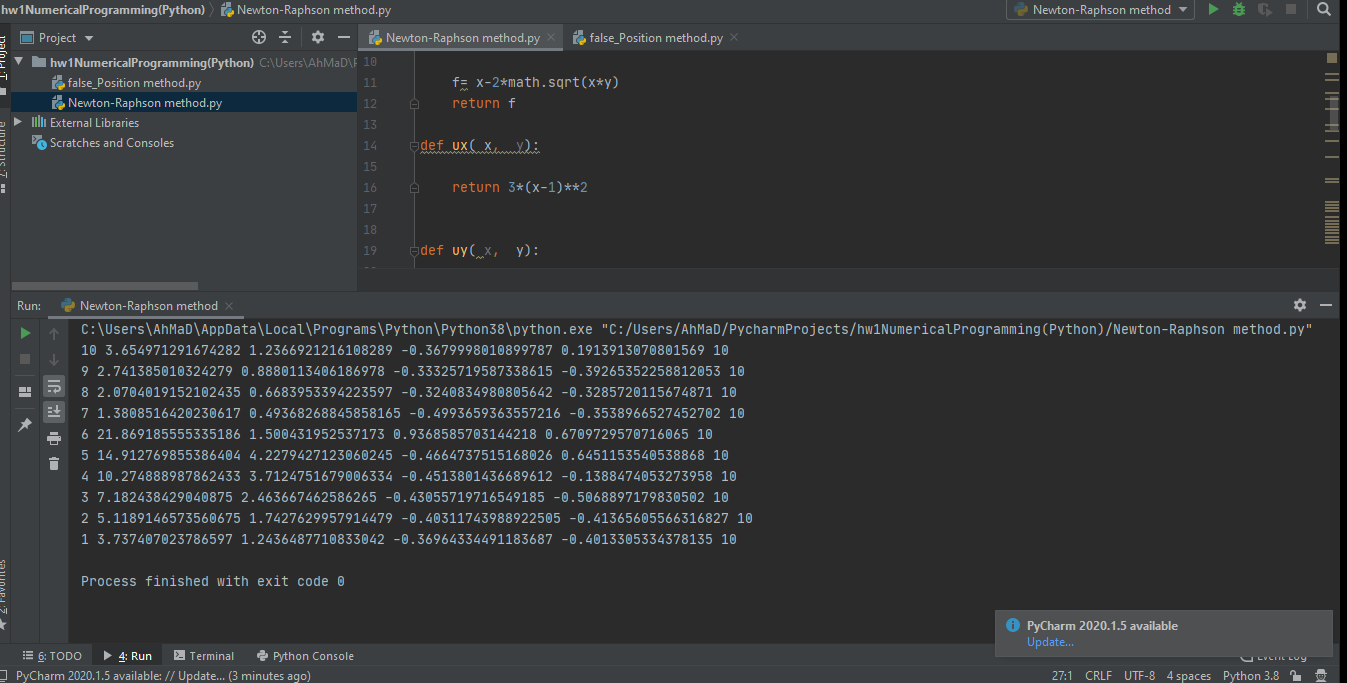 hw1NumericalProgramming(Python) Newton-Raphson method.py Newton-Raphson method
Project Newton-Raphson method.py false_Position method.py
1: Project
hw1NumericalProgramming(Python) C:\Users\AhMaD\P
false_Position method.py
Newton-Raphson method.py
External Libraries
Scratches and Consoles
7: Structure
10
11 f= x-2*math.sqrt(x*y)
12 return f
13
14 def ux( x, y):
15
16 return 3*(x-1)**2
17
18
19 def uy( x, y):
Run: Newton-Raphson method
C:\Users\AhMaD\AppData\Local\Programs\Python\Python38\python.exe "C:/Users/AhMaD/PycharmProjects/hw1NumericalProgramming(Python)/Newton-Raphson method.py"
10 3.654971291674282 1.2366921216108289 -0.3679998010899787 0.1913913070801569 10
9 2.741385010324279 0.8880113406186978 -0.33325719587338615 -0.39265352258812053 10
8 2.0704019152102435 0.6683953394223597 -0.3240834980805642 -0.3285720115674871 10
7 1.3808516420230617 0.49368268845858165 -0.4993659363557216 -0.3538966527452702 10
6 21.869185555335186 1.500431952537173 0.9368585703144218 0.6709729570716065 10
5 14.912769855386404 4.2279427123060245 -0.4664737515168026 0.6451153540538868 10
4 10.274888987862433 3.7124751679006334 -0.4513801436689612 -0.1388474053273958 10
3 7.182438429040875 2.463667462586265 -0.43055719716549185 -0.5068897179830502 10
2 5.1189146573560675 1.7427629957914479 -0.40311743988922505 -0.41365605566316827 10
1 3.737407023786597 1.2436487710833042 -0.36964334491183687 -0.4013305334378135 10
Process finished with exit code 0
2: Favorites
PyCharm 2020.1.5 available
Update...
6: TODO 4: Run Terminal Python Console Event Log
PyCharm 2020.1.5 available: // Update... (3 minutes ago) 27:1 CRLF UTF-8 4 spaces Python 3.8